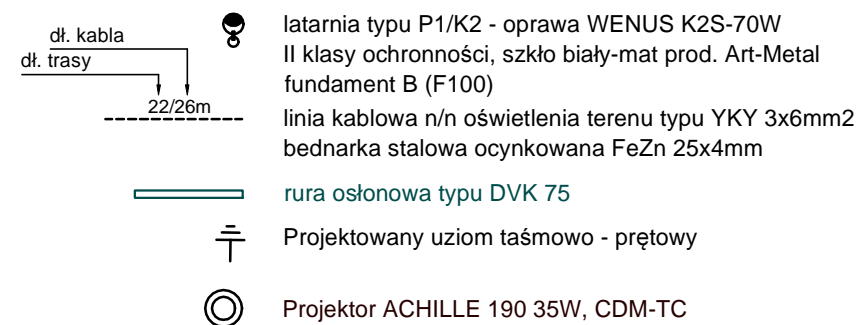 latarnia typu P1/K2 - oprawa WENUS K2S-70W
II klasy ochronności, szkło biały-mat prod. Art-Metal
fundament B (F100)
dł. kabla
dł. trasy
22/26m
linia kablowa n/n oświetlenia terenu typu YKY 3x6mm2
bednarka stalowa ocynkowana FeZn 25x4mm
rura osłonowa typu DVK 75
Projektowany uziom taśmowo - prętowy
Projektor ACHILLE 190 35W, CDM-TC